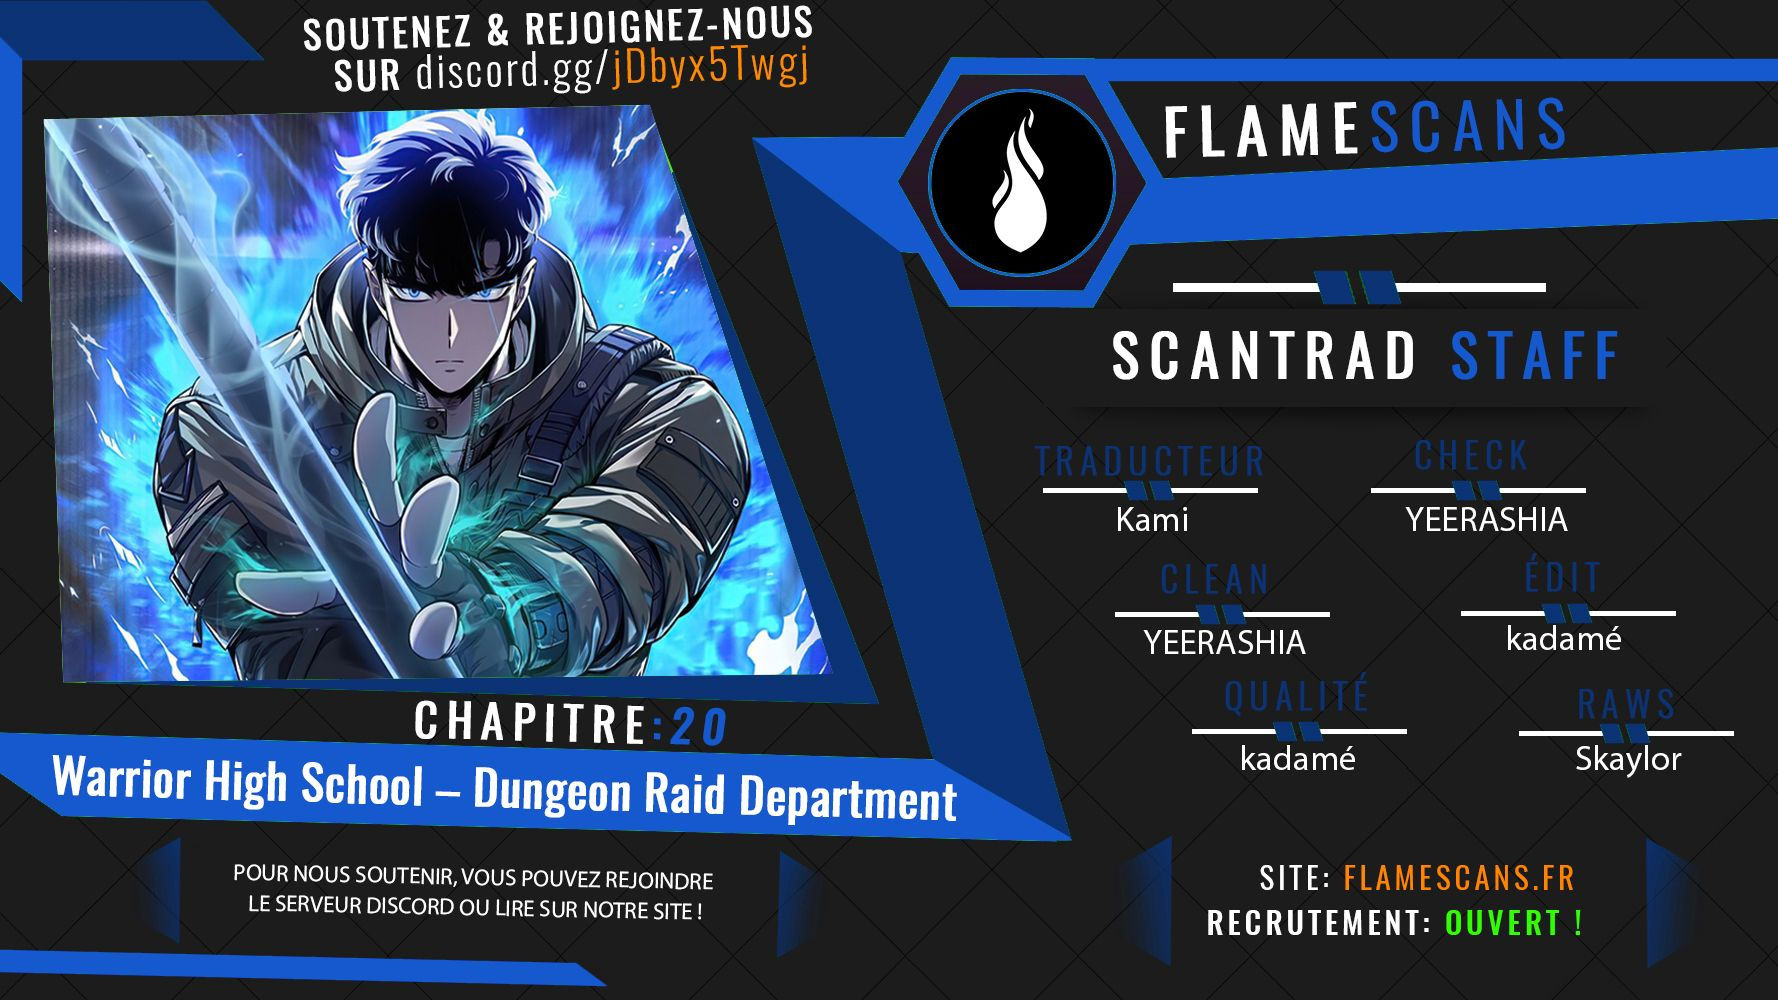 SOUTENEZ & REJOIGNEZ-NOUS
SUR discord.gg/jDbyx5Twgj
FLAMESCANS
SCANTRAD STAFF
TRADUCTEUR
Kami
CHECK
YEERASHIA
CLEAN
YEERASHIA
ÉDIT
kadamé
QUALITÉ
kadamé
RAWS
Skaylor
CHAPITRE:20
Warrior High School – Dungeon Raid Department
POUR NOUS SOUTENIR, VOUS POUVEZ REJOINDRE
LE SERVEUR DISCORD OU LIRE SUR NOTRE SITE !
SITE: FLAMESCANS.FR
RECRUTEMENT: OUVERT !